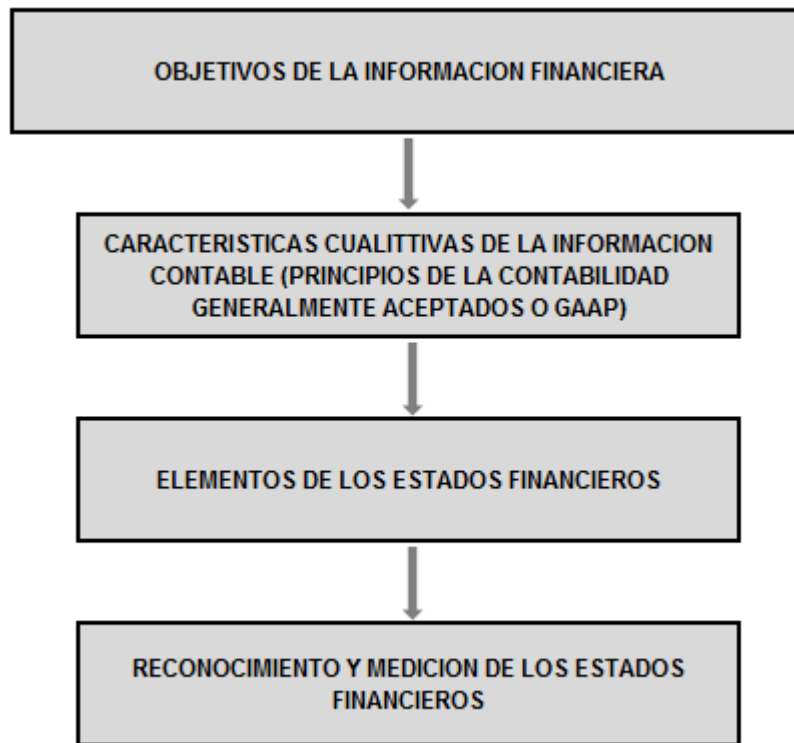 OBJETIVOS DE LA INFORMACION FINANCIERA
CARACTERISTICAS CUALITTIVAS DE LA INFORMACION
CONTABLE (PRINCIPIOS DE LA CONTABILIDAD
GENERALMENTE ACEPTADOS O GAAP)
ELEMENTOS DE LOS ESTADOS FINANCIEROS
RECONOCIMIENTO Y MEDICION DE LOS ESTADOS
FINANCIEROS